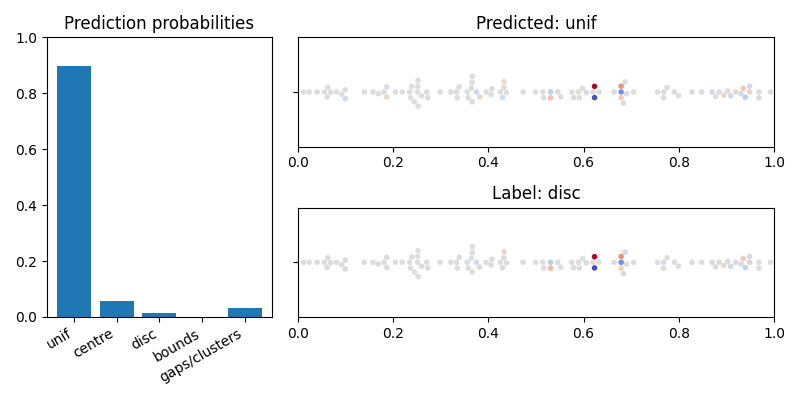 Prediction probabilities
1.0
0.8
0.6
0.4
0.2
0.0
unif
centre
disc
bounds
gaps/clusters
Predicted: unif
0.0 0.2 0.4 0.6 0.8 1.0
Label: disc
0.0 0.2 0.4 0.6 0.8 1.0